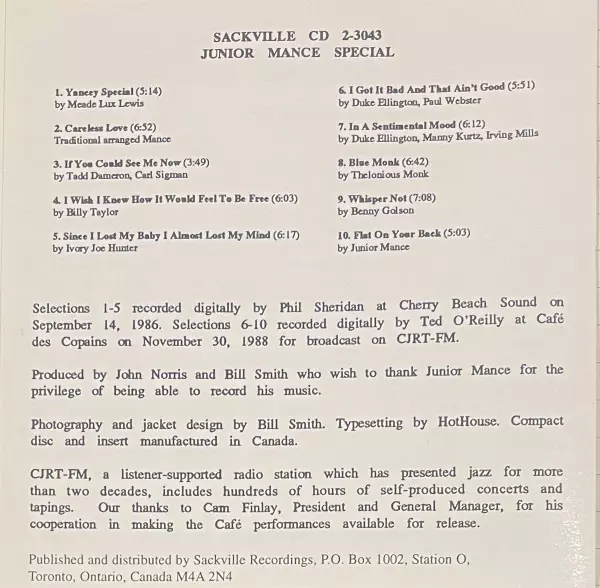 SACKVILLE CD 2-3043
JUNIOR MANCE SPECIAL
1. Yancey Special (5:14)
by Meade Lux Lewis
2. Careless Love (6:52)
Traditional arranged Mance
3. If You Could See Me Now (3:49)
by Tadd Dameron, Carl Sigman
4. I Wish I Knew How It Would Feel To Be Free (6:03)
by Billy Taylor
5. Since I Lost My Baby I Almost Lost My Mind (6:17)
by Ivory Joe Hunter
6. I Got It Bad And That Ain't Good (5:51)
by Duke Ellington, Paul Webster
7. In A Sentimental Mood (6:12)
by Duke Ellington, Manny Kurtz, Irving Mills
8. Blue Monk (6:42)
by Thelonious Monk
9. Whisper Not (7:08)
by Benny Golson
10. Flat On Your Back (5:03)
by Junior Mance
Selections 1-5 recorded digitally by Phil Sheridan at Cherry Beach Sound on
September 14, 1986. Selections 6-10 recorded digitally by Ted O'Reilly at Café
des Copains on November 30, 1988 for broadcast on CJRT-FM.
Produced by John Norris and Bill Smith who wish to thank Junior Mance for the
privilege of being able to record his music.
Photography and jacket design by Bill Smith. Typesetting by HotHouse. Compact
disc and insert manufactured in Canada.
CJRT-FM, a listener-supported radio station which has presented jazz for more
than two decades, includes hundreds of hours of self-produced concerts and
tapings. Our thanks to Cam Finlay, President and General Manager, for his
cooperation in making the Café performances available for release.
Published and distributed by Sackville Recordings, P.O. Box 1002, Station O,
Toronto, Ontario, Canada M4A 2N4